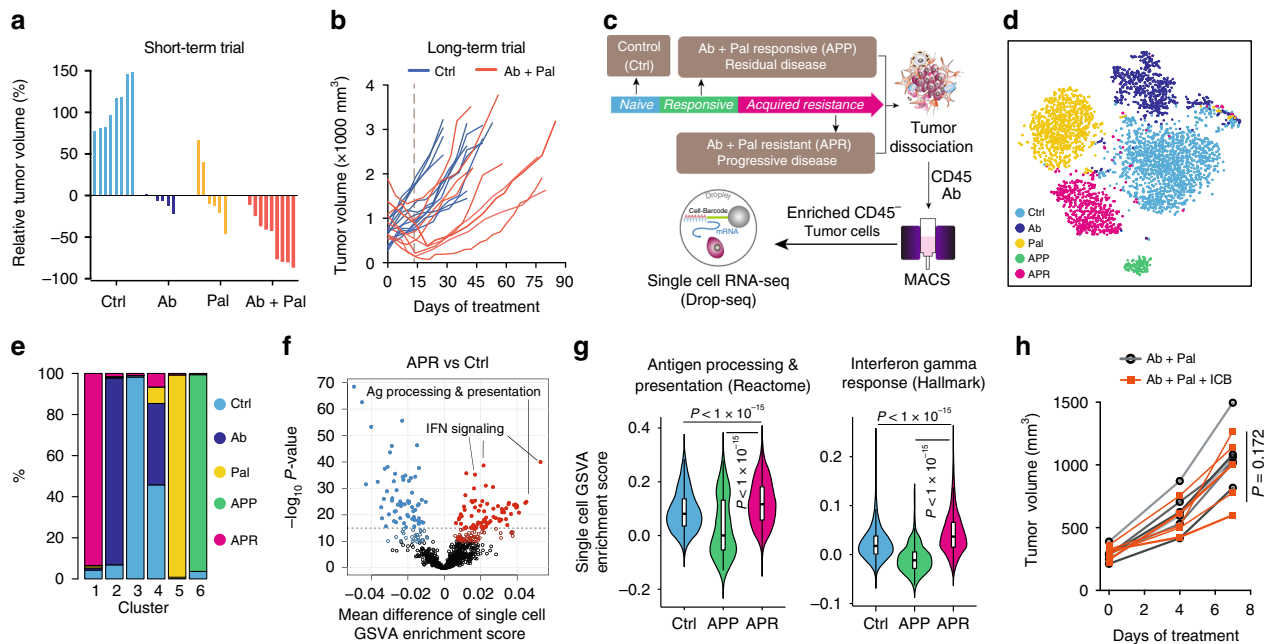 a
Short-term trial
Relative tumor volume (%)
150
100
50
0
−50
−100
Ctrl
Ab
Pal
Ab + Pal
b
Long-term trial
Ctrl
Ab + Pal
Tumor volume (×1000 mm³)
4
3
2
1
0
0 15 30 45 60 75 90
Days of treatment
c
Control
(Ctrl)
Ab + Pal responsive (APP)
Residual disease
Naive
Responsive
Acquired resistance
Ab + Pal resistant (APR)
Progressive disease
Tumor
dissociation
CD45
Ab
MACS
Enriched CD45⁻
Tumor cells
Droplet
Cell-Barcode
mRNA
Single cell RNA-seq
(Drop-seq)
d
Ctrl
Ab
Pal
APP
APR
e
%
100
80
60
40
20
0
1 2 3 4 5 6
Cluster
Ctrl
Ab
Pal
APP
APR
f
APR vs Ctrl
Ag processing & presentation
IFN signaling
−log₁₀ P-value
70
60
50
40
30
20
10
0
−0.04 −0.02 0 0.02 0.04
Mean difference of single cell
GSVA enrichment score
g
Antigen processing &
presentation (Reactome)
P < 1 × 10⁻¹⁵
P < 1 × 10⁻¹⁵
Single cell GSVA
enrichment score
0.4
0.2
0.0
−0.2
Ctrl APP APR
Interferon gamma
response (Hallmark)
P < 1 × 10⁻¹⁵
P < 1 × 10⁻¹⁵
0.1
0.0
−0.1
Ctrl APP APR
h
Ab + Pal
Ab + Pal + ICB
Tumor volume (mm³)
1500
1000
500
0
P = 0.172
0 2 4 6 8
Days of treatment